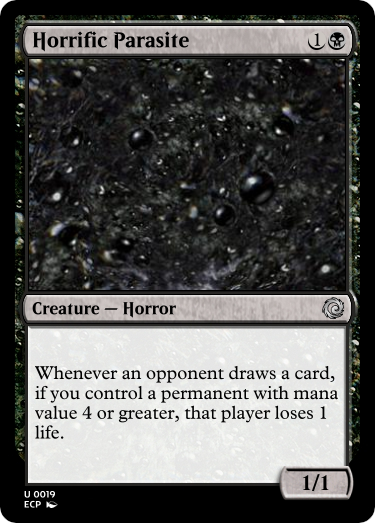 Horrific Parasite 1
Creature — Horror
Whenever an opponent draws a card,
if you control a permanent with mana
value 4 or greater, that player loses 1
life.
1/1
U 0019
ECP